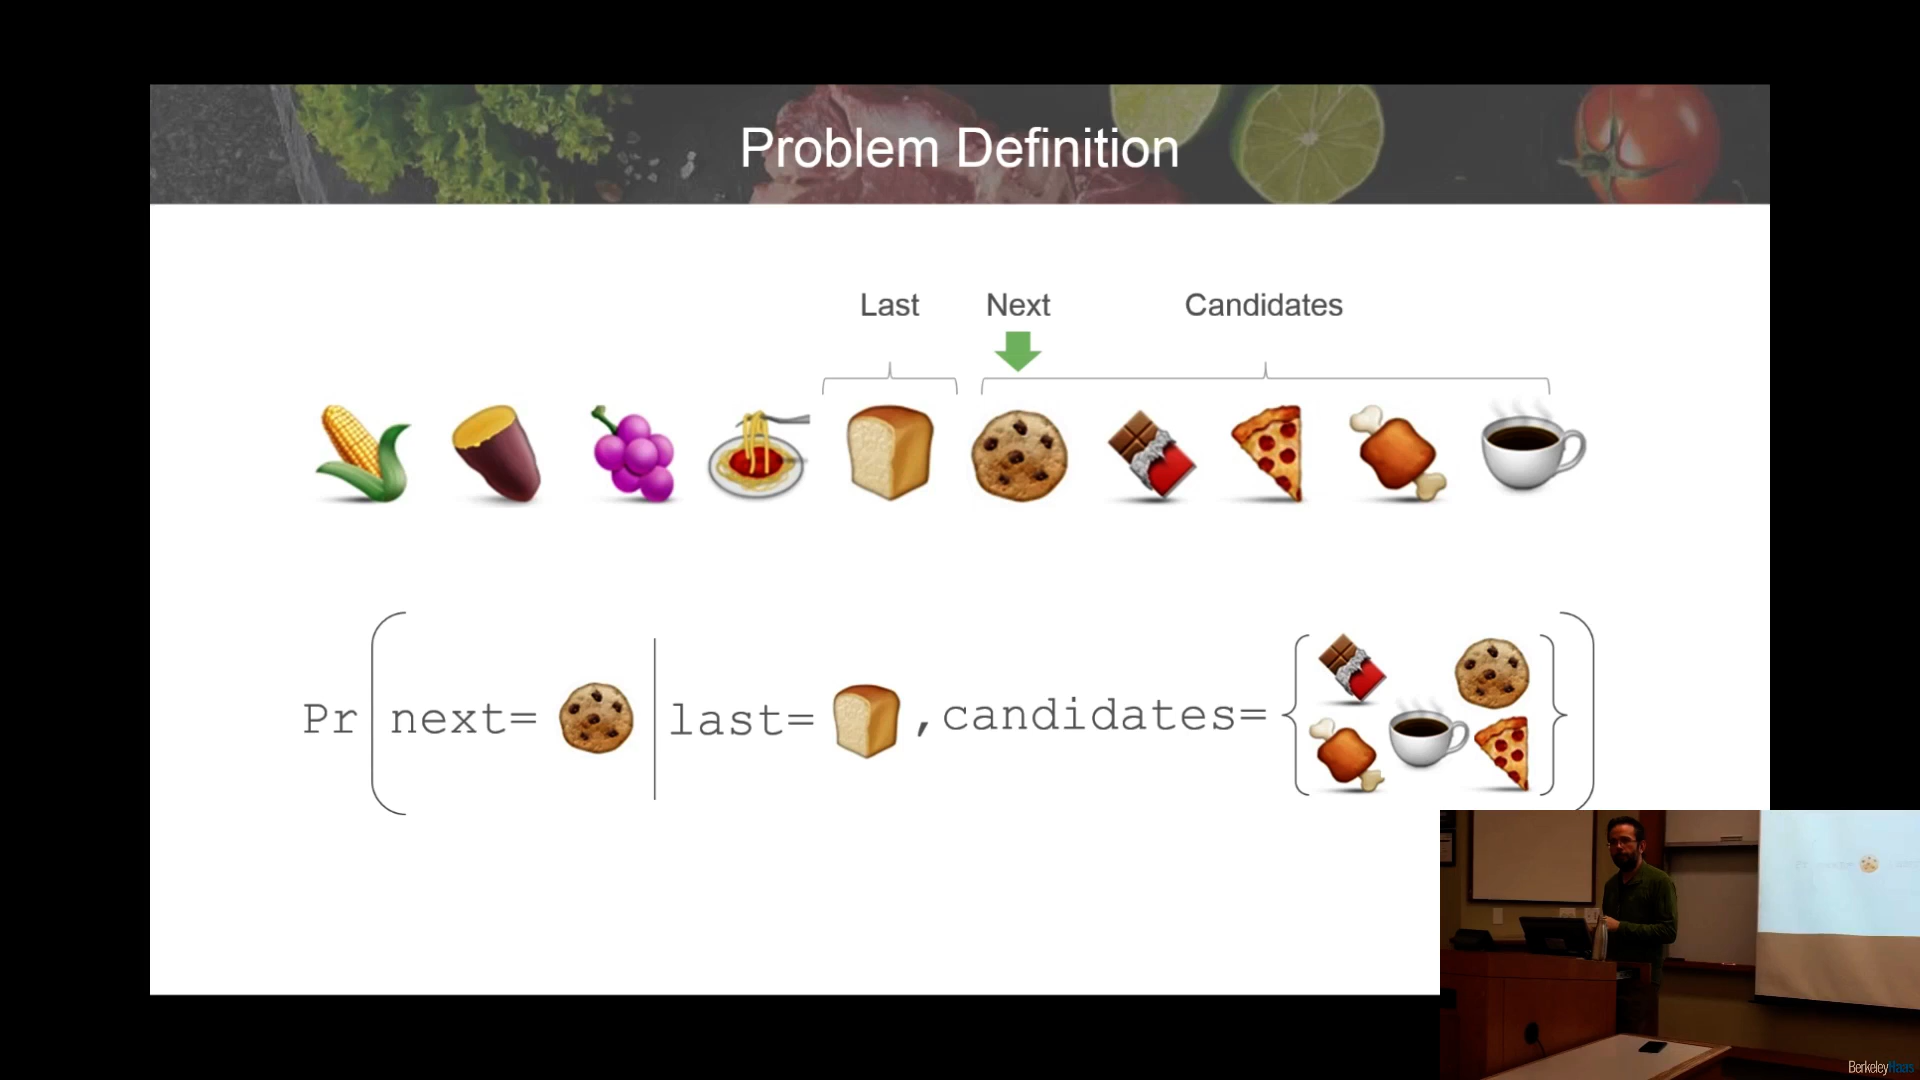 Problem Definition
Last Next Candidates
Pr next= last= ,candidates=
BerkeleyHaas